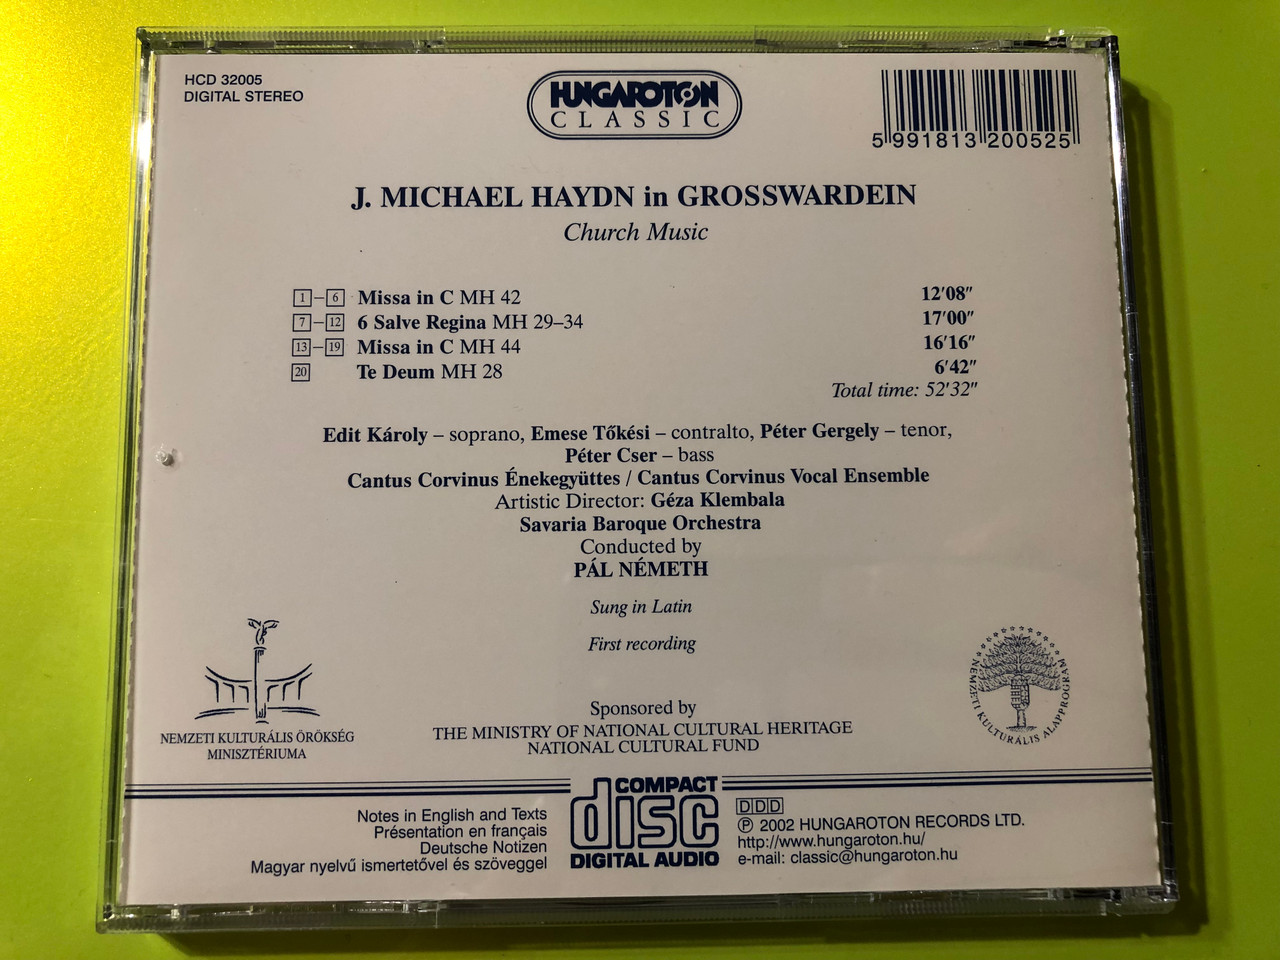 HCD 32005
DIGITAL STEREO
HUNGAROTON
CLASSIC
5 991813 200525
J. MICHAEL HAYDN in GROSSWARDEIN
Church Music
1 – 6 Missa in C MH 42 12'08"
7 – 12 6 Salve Regina MH 29–34 17'00"
13 – 19 Missa in C MH 44 16'16"
20 Te Deum MH 28 6'42"
Total time: 52'32"
Edit Károly – soprano, Emese Tőkési – contralto, Péter Gergely – tenor,
Péter Cser – bass
Cantus Corvinus Énekegyüttes / Cantus Corvinus Vocal Ensemble
Artistic Director: Géza Klembala
Savaria Baroque Orchestra
Conducted by
PÁL NÉMETH
Sung in Latin
First recording
NEMZETI KULTURÁLIS ÖRÖKSÉG
MINISZTÉRIUMA
Sponsored by
THE MINISTRY OF NATIONAL CULTURAL HERITAGE
NATIONAL CULTURAL FUND
NEMZETI KULTURÁLIS ALAPPROGRAM
Notes in English and Texts
Présentation en français
Deutsche Notizen
Magyar nyelvű ismertetővel és szöveggel
COMPACT
disc
DIGITAL AUDIO
DDD
℗ 2002 HUNGAROTON RECORDS LTD.
http://www.hungaroton.hu/
e-mail: classic@hungaroton.hu